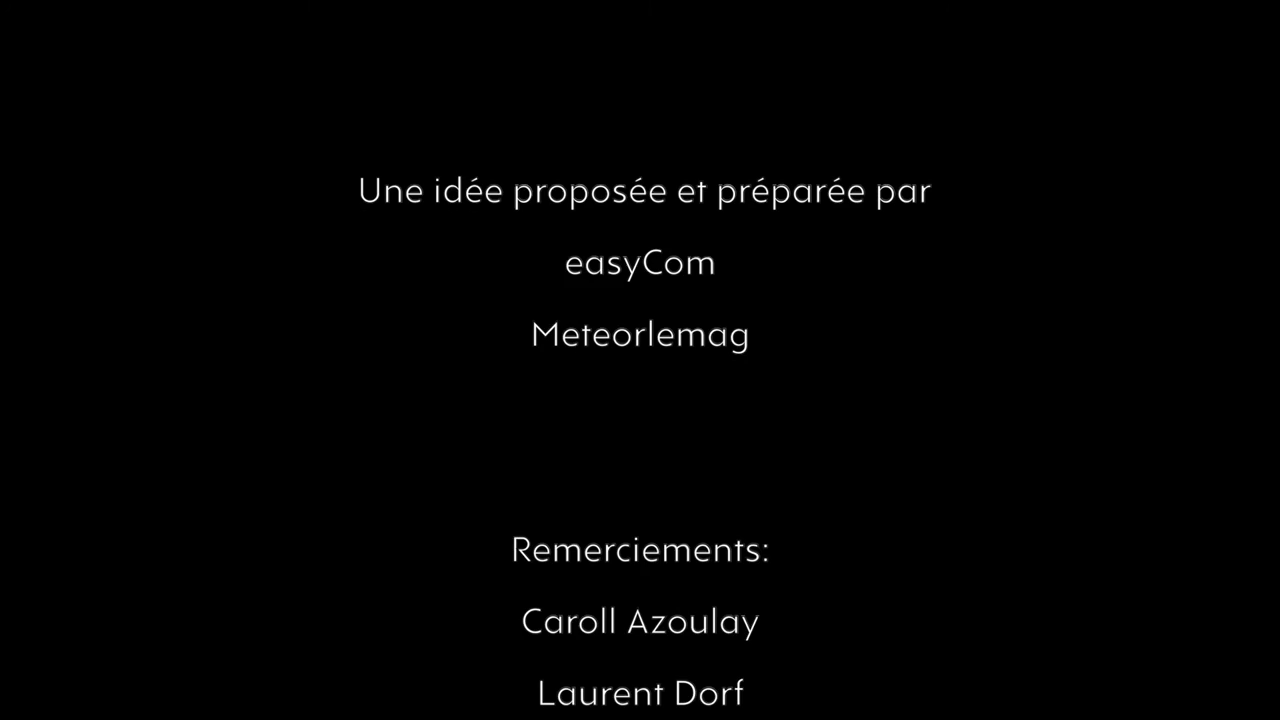 Une idée proposée et préparée par
easyCom
Meteorlemag
Remerciements:
Caroll Azoulay
Laurent Dorf